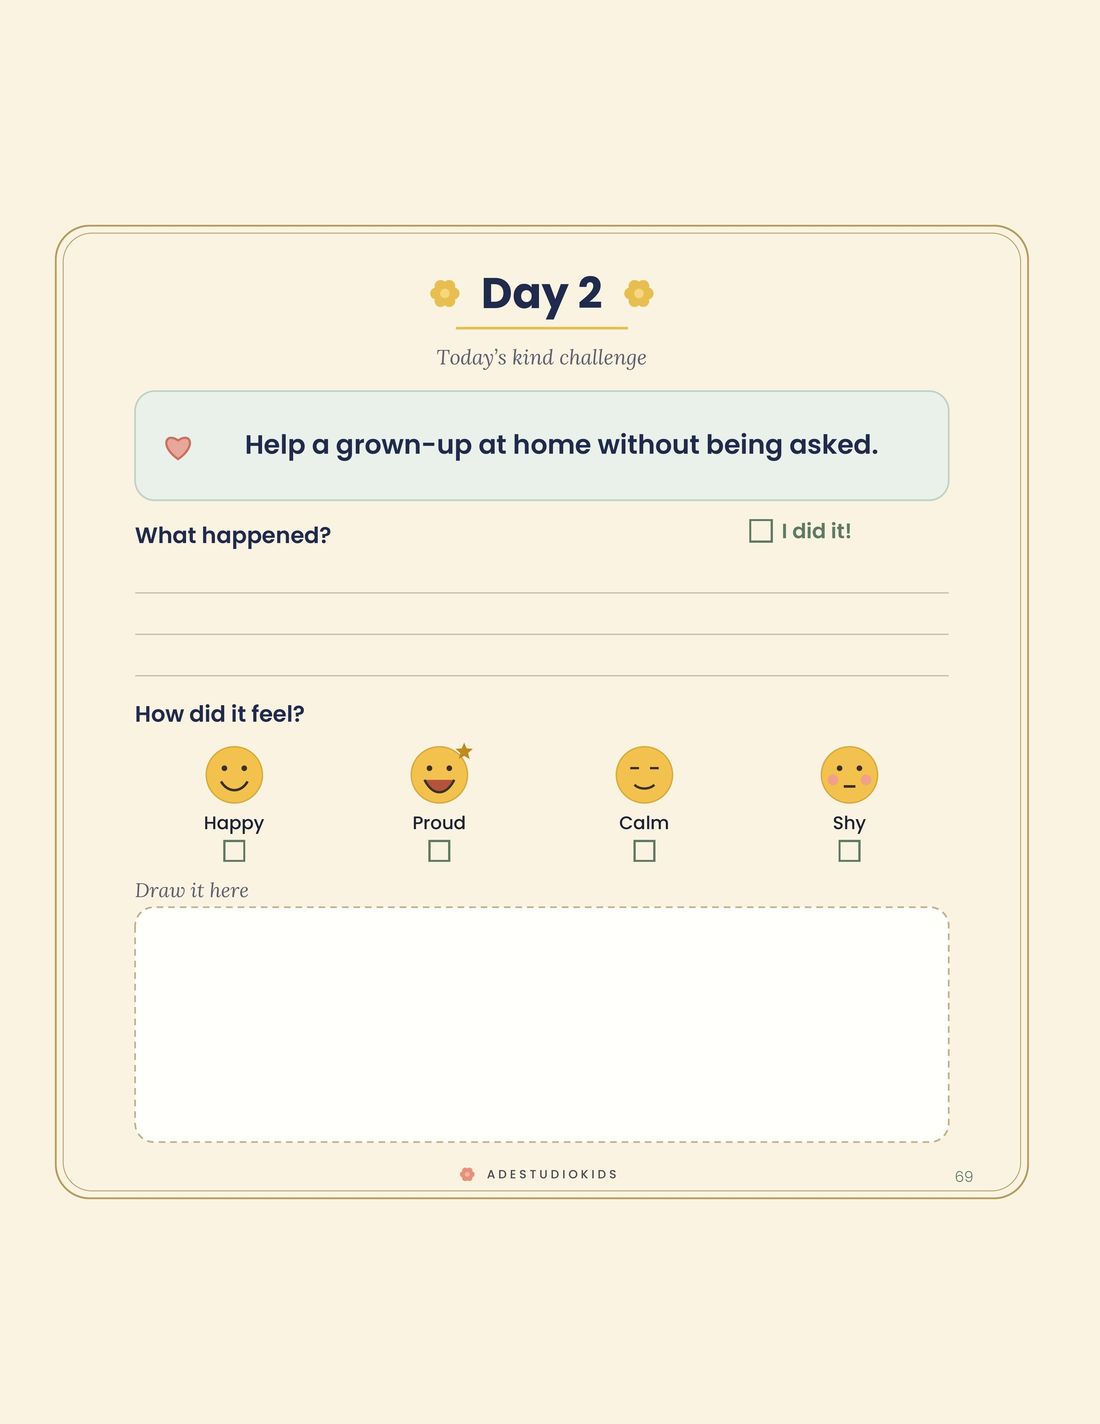 Day 2
Today’s kind challenge
Help a grown-up at home without being asked.
What happened?
I did it!
How did it feel?
Happy
Proud
Calm
Shy
Draw it here
ADESTUDIOKIDS
69